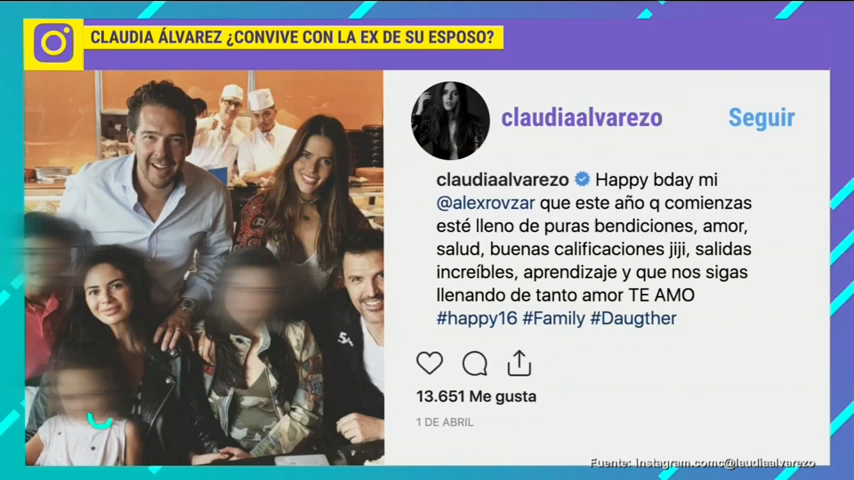 CLAUDIA ÁLVAREZ ¿CONVIVE CON LA EX DE SU ESPOSO?
claudiaalvarezo
Seguir
claudiaalvarezo Happy bday mi
@alexrovzar que este año q comienzas
esté lleno de puras bendiciones, amor,
salud, buenas calificaciones jiji, salidas
increíbles, aprendizaje y que nos sigas
llenando de tanto amor TE AMO
#happy16 #Family #Daugther
13.651 Me gusta
1 DE ABRIL
Fuente: Instagram.comc@laudiaalvarezo